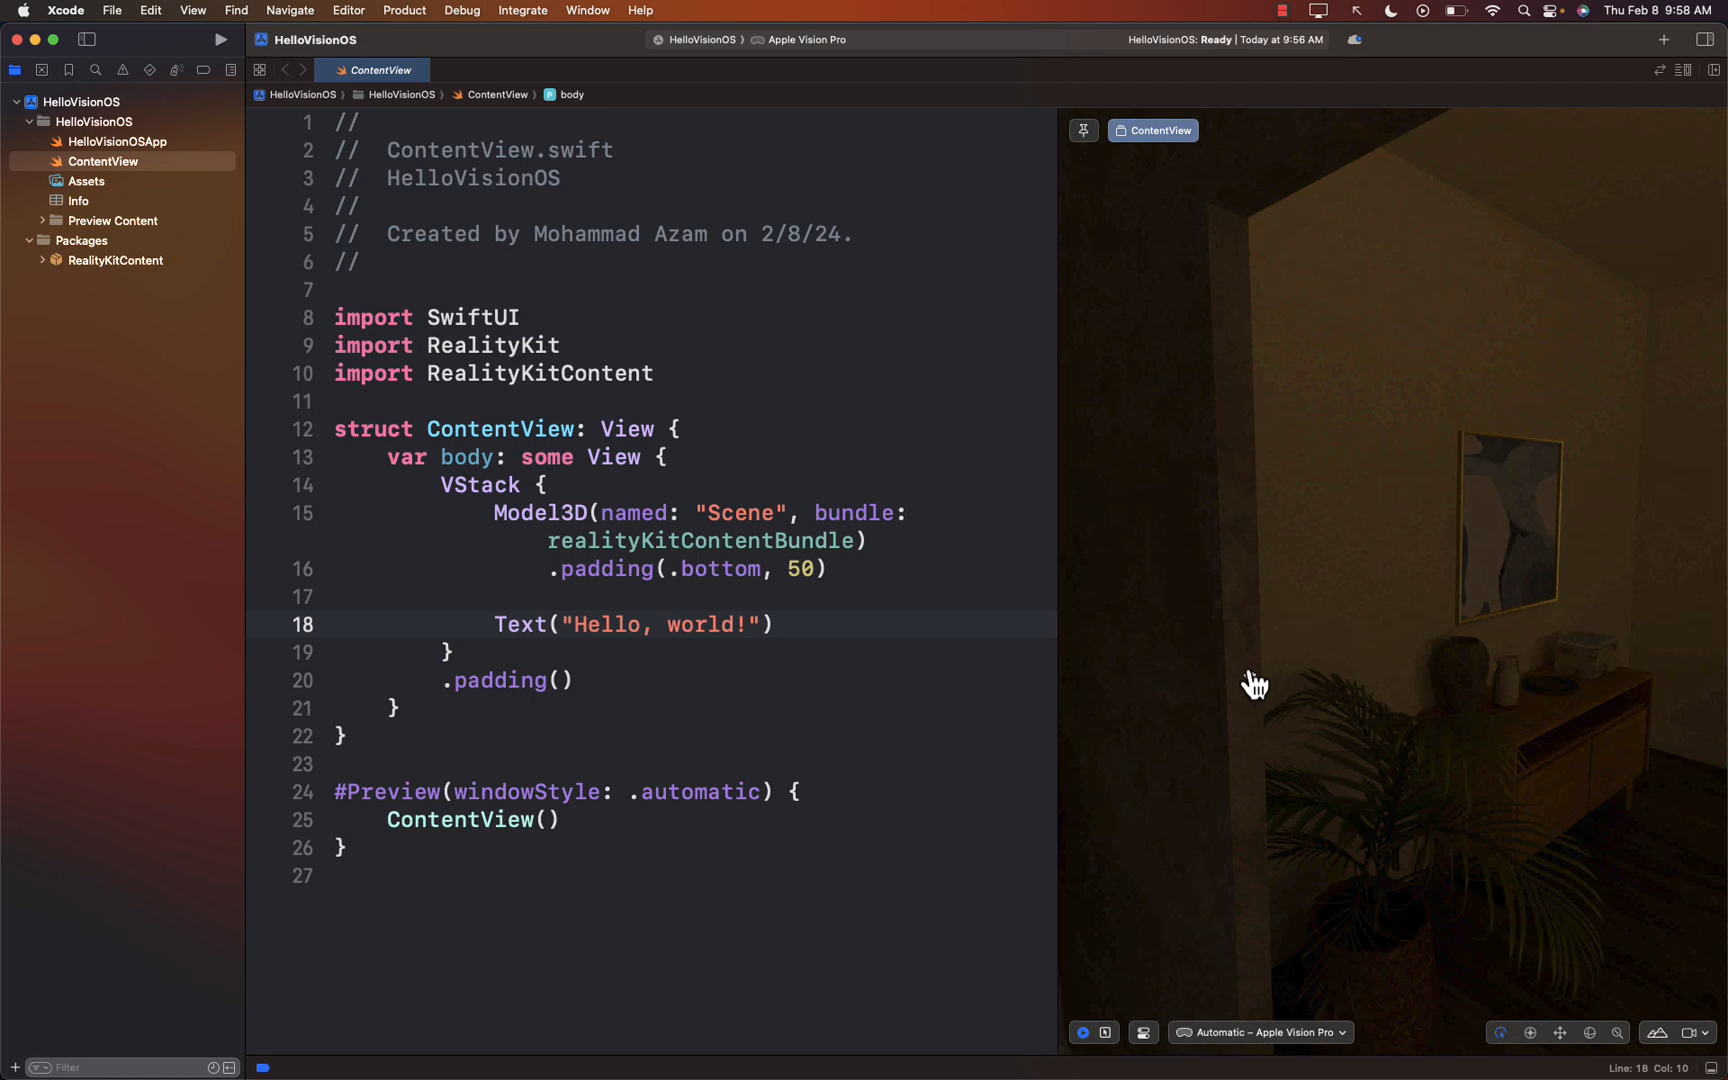 Xcode File Edit View Find Navigate Editor Product Debug Integrate Window Help Thu Feb 8 9:58 AM
HelloVisionOS HelloVisionOS Apple Vision Pro HelloVisionOS: Ready | Today at 9:56 AM
ContentView
HelloVisionOS HelloVisionOS ContentView P body
HelloVisionOS
HelloVisionOS
HelloVisionOSApp
ContentView
Assets
Info
Preview Content
Packages
RealityKitContent
1 //
2 // ContentView.swift
3 // HelloVisionOS
4 //
5 // Created by Mohammad Azam on 2/8/24.
6 //
7
8 import SwiftUI
9 import RealityKit
10 import RealityKitContent
11
12 struct ContentView: View {
13 var body: some View {
14 VStack {
15 Model3D(named: "Scene", bundle:
realityKitContentBundle)
16 .padding(.bottom, 50)
17
18 Text("Hello, world!")
19 }
20 .padding()
21 }
22 }
23
24 #Preview(windowStyle: .automatic) {
25 ContentView()
26 }
27
ContentView
Automatic – Apple Vision Pro
Filter
Line: 18 Col: 10